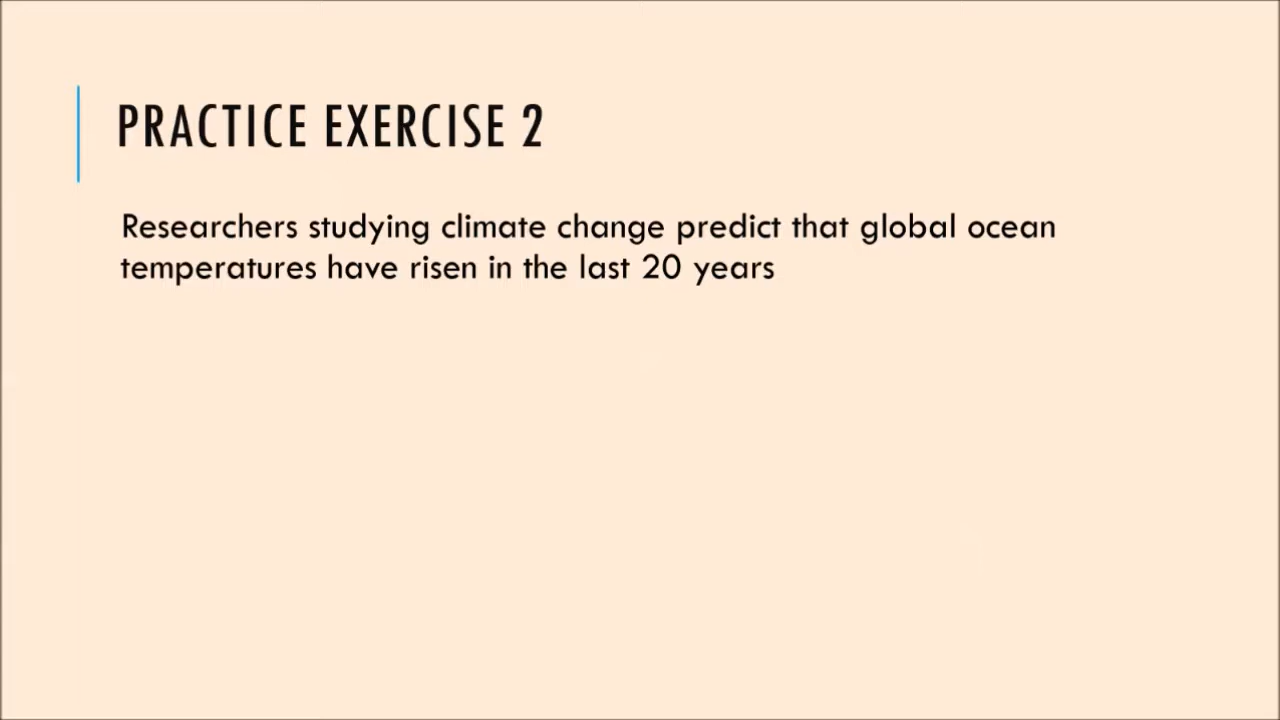 PRACTICE EXERCISE 2
Researchers studying climate change predict that global ocean
temperatures have risen in the last 20 years